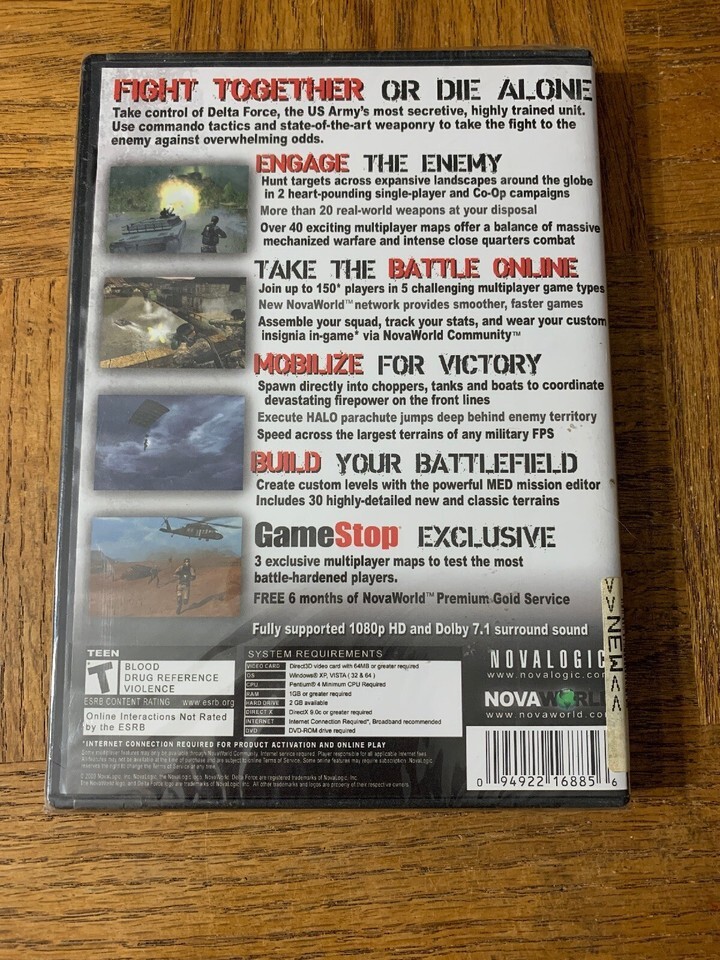 FIGHT TOGETHER OR DIE ALONE
Take control of Delta Force, the US Army's most secretive, highly trained unit.
Use commando tactics and state-of-the-art weaponry to take the fight to the
enemy against overwhelming odds.
ENGAGE THE ENEMY
Hunt targets across expansive landscapes around the globe
in 2 heart-pounding single-player and Co-Op campaigns
More than 20 real-world weapons at your disposal
Over 40 exciting multiplayer maps offer a balance of massive
mechanized warfare and intense close quarters combat
TAKE THE BATTLE ONLINE
Join up to 150* players in 5 challenging multiplayer game types
New NovaWorld™ network provides smoother, faster games
Assemble your squad, track your stats, and wear your custom
insignia in-game* via NovaWorld Community™
MOBILIZE FOR VICTORY
Spawn directly into choppers, tanks and boats to coordinate
devastating firepower on the front lines
Execute HALO parachute jumps deep behind enemy territory
Speed across the largest terrains of any military FPS
BUILD YOUR BATTLEFIELD
Create custom levels with the powerful MED mission editor
Includes 30 highly-detailed new and classic terrains
GameStop EXCLUSIVE
3 exclusive multiplayer maps to test the most
battle-hardened players.
FREE 6 months of NovaWorld™ Premium Gold Service
Fully supported 1080p HD and Dolby 7.1 surround sound
TEEN
T
BLOOD
DRUG REFERENCE
VIOLENCE
ESRB CONTENT RATING www.esrb.org
Online Interactions Not Rated
by the ESRB
SYSTEM REQUIREMENTS
VIDEO CARD Direct3D video card with 64MB or greater required
OS Windows® XP, VISTA ( 32 & 64 )
CPU Pentium® 4 Minimum CPU Required
RAM 1GB or greater required
HARD DRIVE 2 GB available
DIRECT X DirectX 9.0c or greater required
INTERNET Internet Connection Required*, Broadband recommended
DVD DVD-ROM drive required
NOVALOGIC
www.novalogic.co
NOVAWORL
www.novaworld.co
>>NEW<<
*INTERNET CONNECTION REQUIRED FOR PRODUCT ACTIVATION AND ONLINE PLAY
0 94922 16885 6